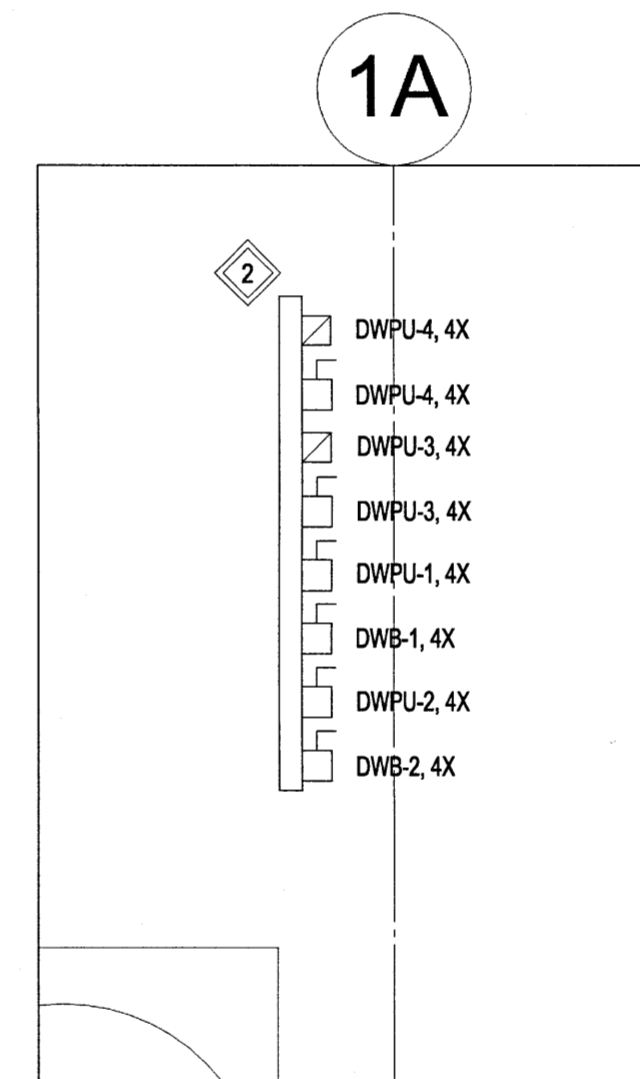 1A
2
DWPU-4, 4X
DWPU-4, 4X
DWPU-3, 4X
DWPU-3, 4X
DWPU-1, 4X
DWB-1, 4X
DWPU-2, 4X
DWB-2, 4X